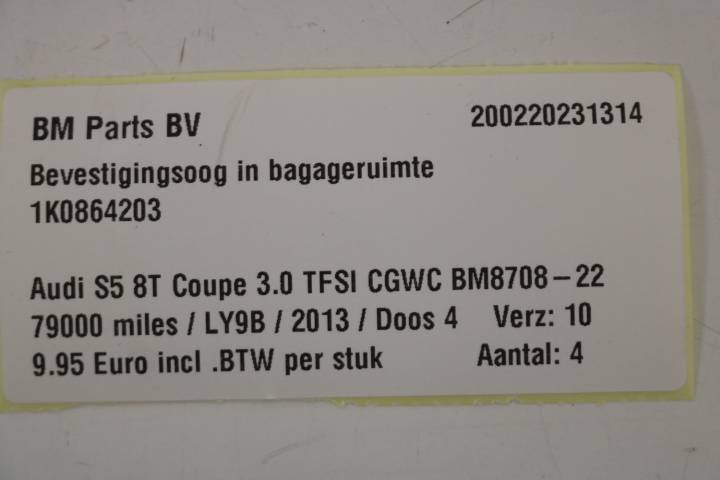 BM Parts BV 200220231314
Bevestigingsoog in bagageruimte
1K0864203
Audi S5 8T Coupe 3.0 TFSI CGWC BM8708-22
79000 miles / LY9B / 2013 / Doos 4 Verz: 10
9.95 Euro incl .BTW per stuk Aantal: 4